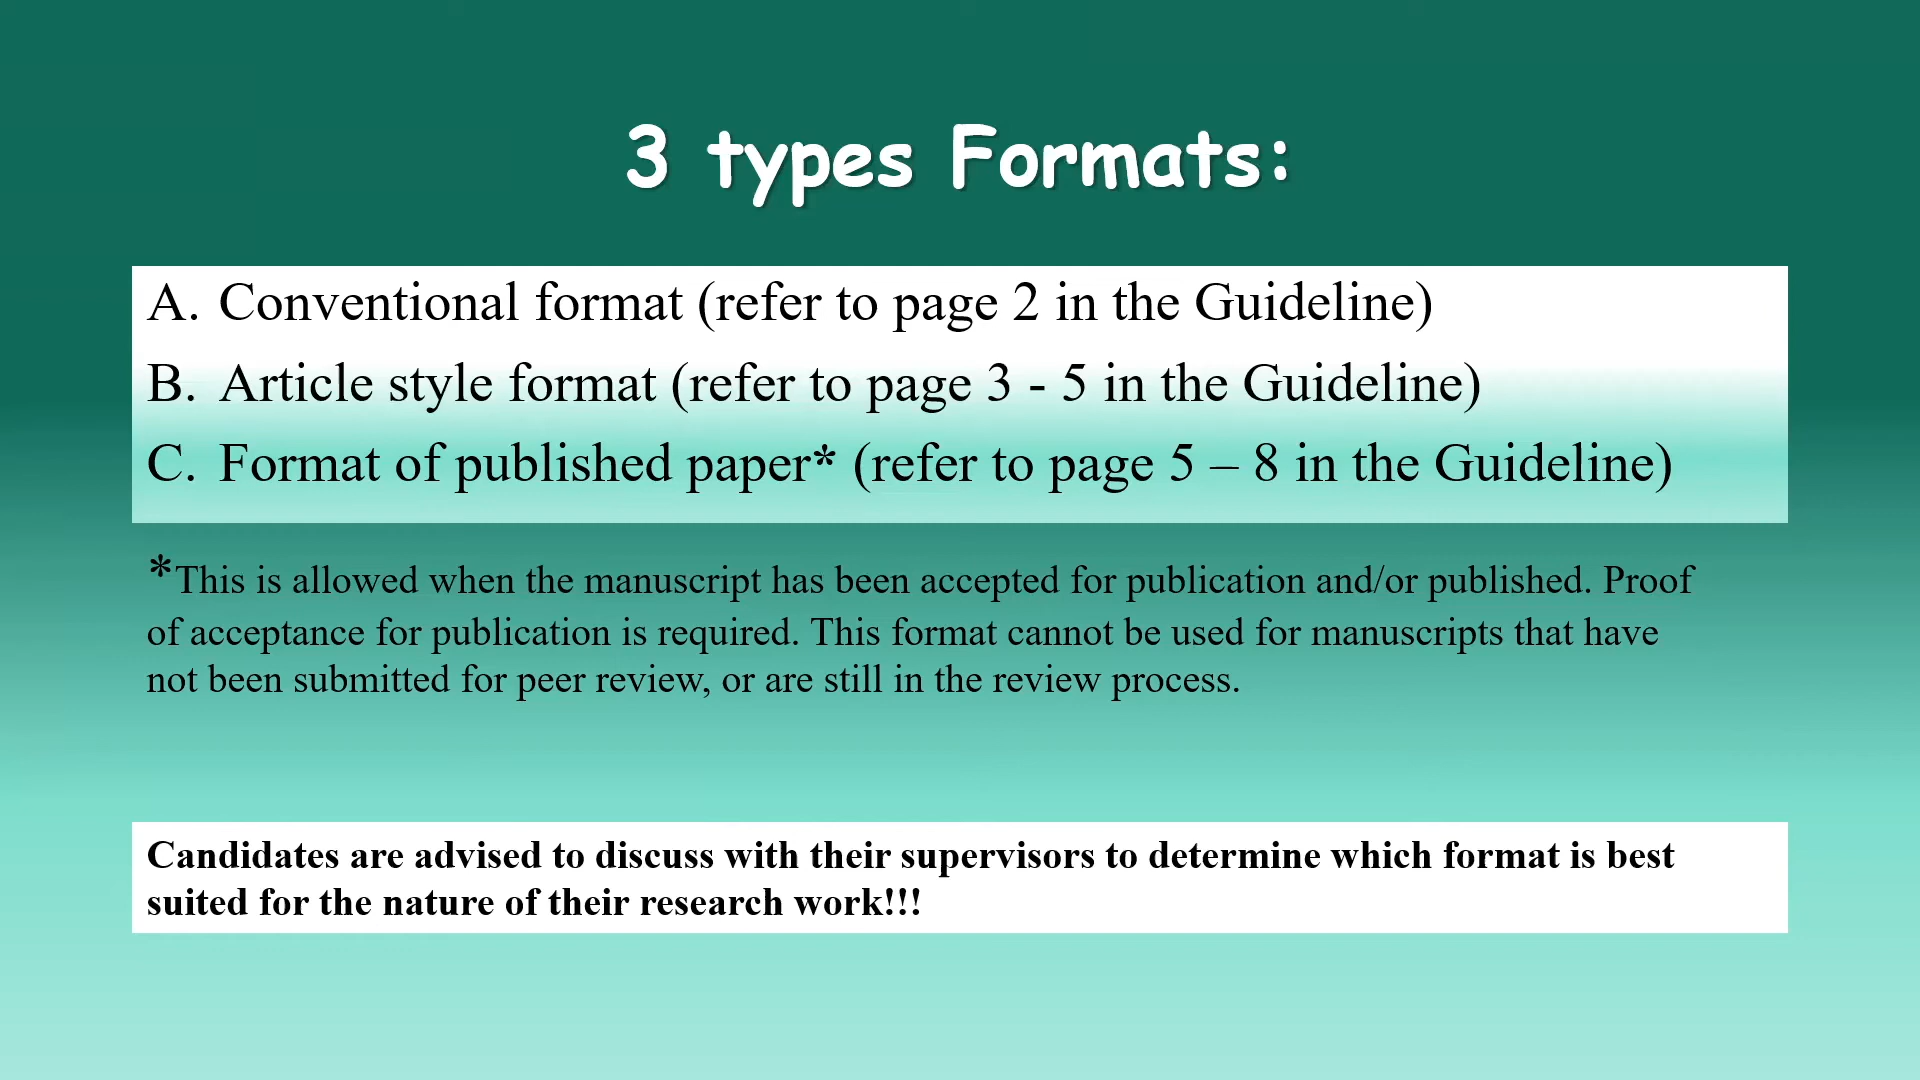 3 types Formats:
A. Conventional format (refer to page 2 in the Guideline)
B. Article style format (refer to page 3 - 5 in the Guideline)
C. Format of published paper* (refer to page 5 – 8 in the Guideline)
*This is allowed when the manuscript has been accepted for publication and/or published. Proof
of acceptance for publication is required. This format cannot be used for manuscripts that have
not been submitted for peer review, or are still in the review process.
Candidates are advised to discuss with their supervisors to determine which format is best
suited for the nature of their research work!!!